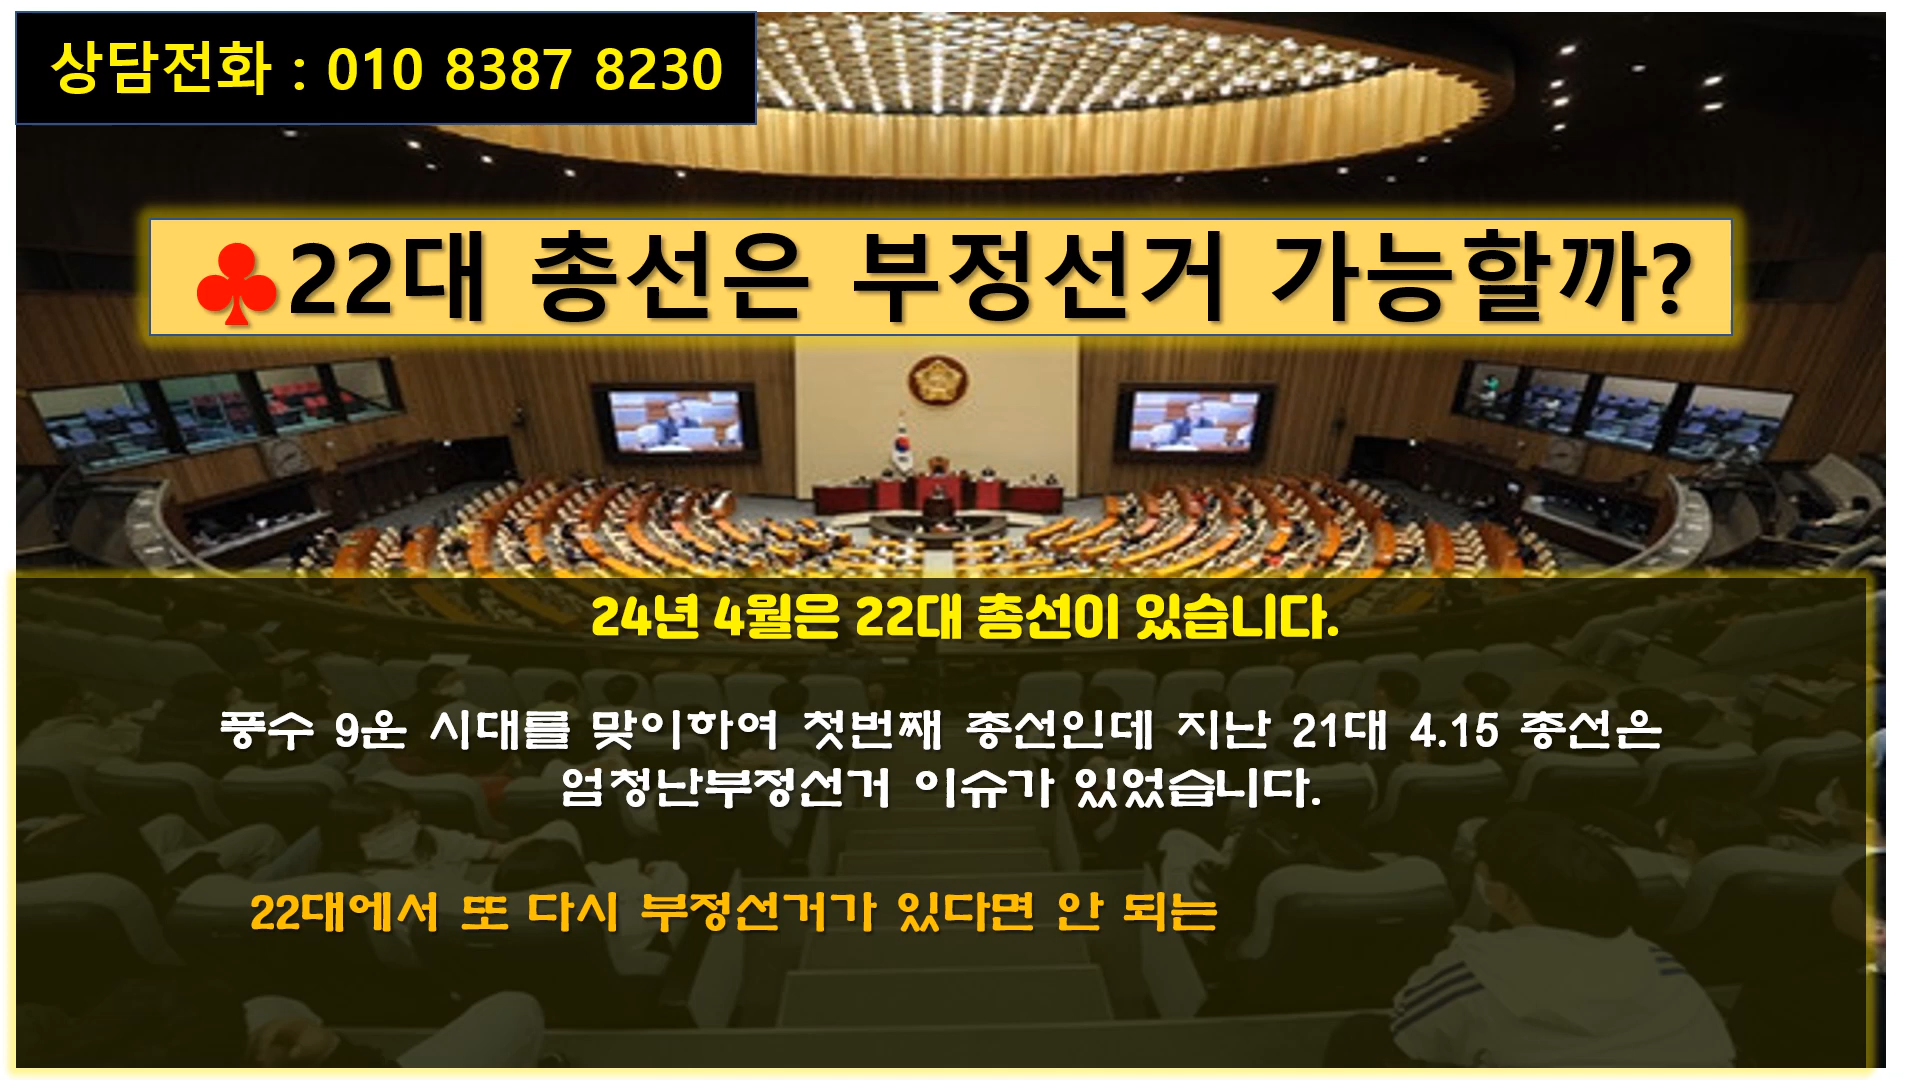 상담전화 : 010 8387 8230
♣22대 총선은 부정선거 가능할까?
24년 4월은 22대 총선이 있습니다.
풍수 9운 시대를 맞이하여 첫번째 총선인데 지난 21대 4.15 총선은
엄청난부정선거 이슈가 있었습니다.
22대에서 또 다시 부정선거가 있다면 안 되는